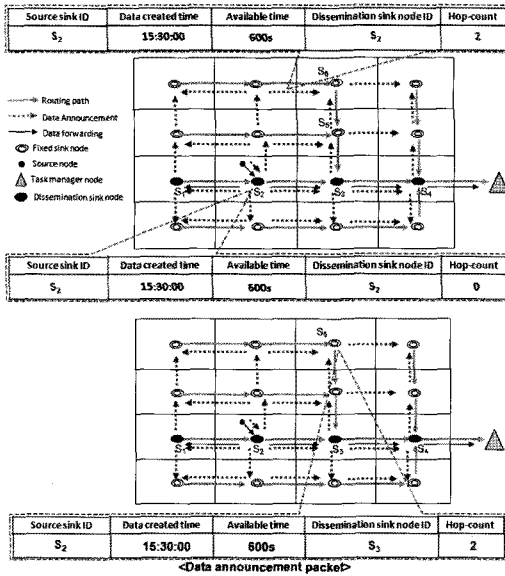 Source sink ID Data created time Available time Dissemination sink node ID Hop-count
S2 15:30:00 600s S2 2
S6
Routing path
Data Announcement
Data forwarding
Fixed sink node
Source node
Task manager node
Dissemination sink node
S5
S1 S2 S3 S4
Source sink ID Data created time Available time Dissemination sink node ID Hop-count
S2 15:30:00 600s S2 0
S6
S1 S2 S3 S4
Source sink ID Data created time Available time Dissemination sink node ID Hop-count
S2 15:30:00 600s S3 2
<Data announcement packet>